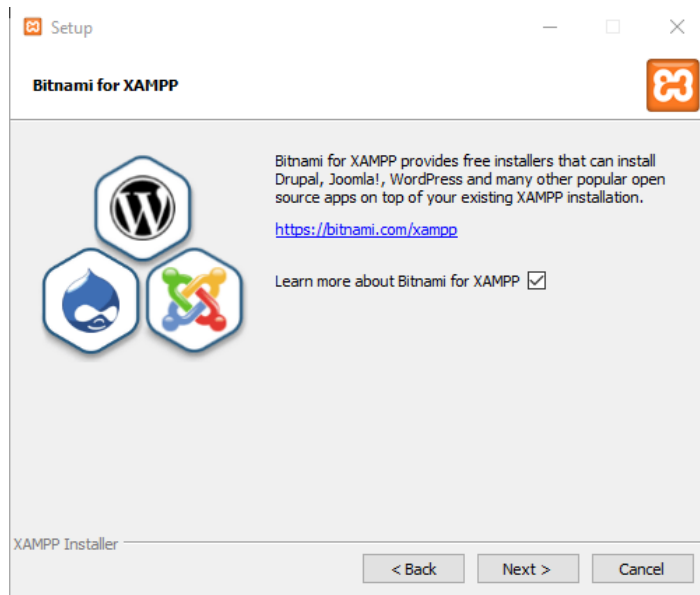 Setup
Bitnami for XAMPP
Bitnami for XAMPP provides free installers that can install
Drupal, Joomla!, WordPress and many other popular open
source apps on top of your existing XAMPP installation.
https://bitnami.com/xampp
Learn more about Bitnami for XAMPP
XAMPP Installer
< Back
Next >
Cancel